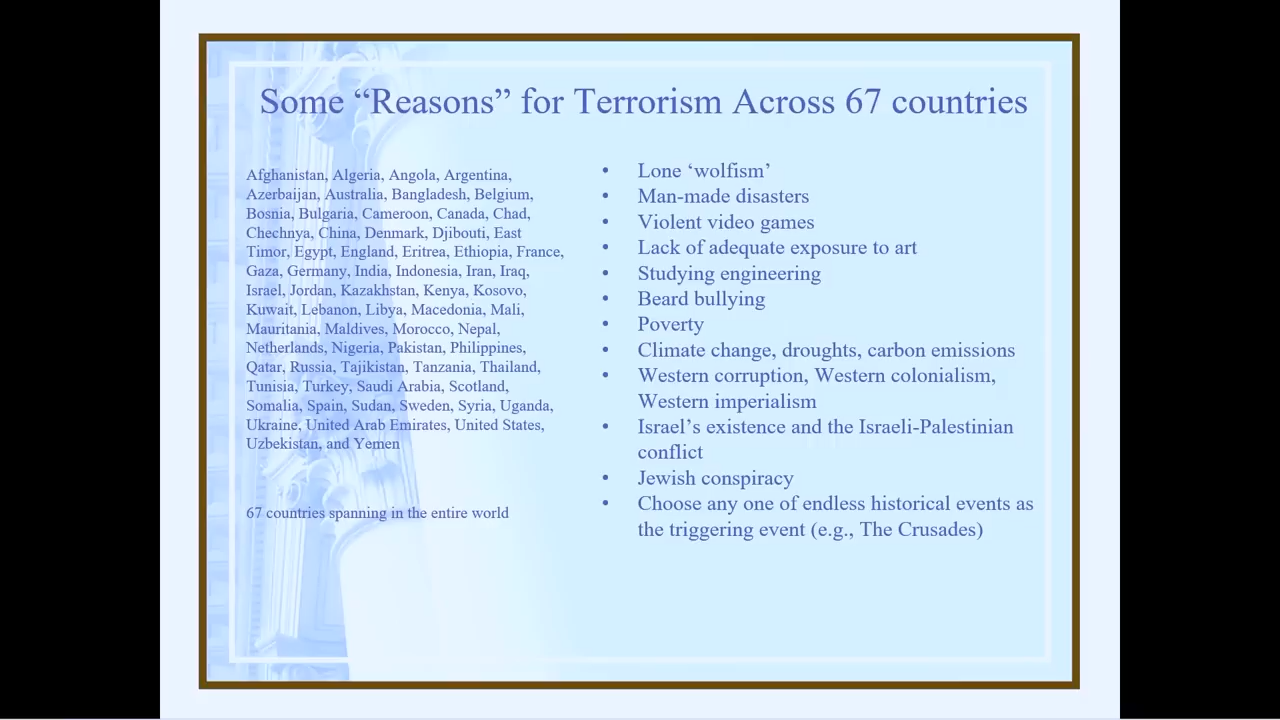 Some “Reasons” for Terrorism Across 67 countries
Afghanistan, Algeria, Angola, Argentina,
Azerbaijan, Australia, Bangladesh, Belgium,
Bosnia, Bulgaria, Cameroon, Canada, Chad,
Chechnya, China, Denmark, Djibouti, East
Timor, Egypt, England, Eritrea, Ethiopia, France,
Gaza, Germany, India, Indonesia, Iran, Iraq,
Israel, Jordan, Kazakhstan, Kenya, Kosovo,
Kuwait, Lebanon, Libya, Macedonia, Mali,
Mauritania, Maldives, Morocco, Nepal,
Netherlands, Nigeria, Pakistan, Philippines,
Qatar, Russia, Tajikistan, Tanzania, Thailand,
Tunisia, Turkey, Saudi Arabia, Scotland,
Somalia, Spain, Sudan, Sweden, Syria, Uganda,
Ukraine, United Arab Emirates, United States,
Uzbekistan, and Yemen
67 countries spanning in the entire world
• Lone ‘wolfism’
• Man-made disasters
• Violent video games
• Lack of adequate exposure to art
• Studying engineering
• Beard bullying
• Poverty
• Climate change, droughts, carbon emissions
• Western corruption, Western colonialism,
Western imperialism
• Israel’s existence and the Israeli-Palestinian
conflict
• Jewish conspiracy
• Choose any one of endless historical events as
the triggering event (e.g., The Crusades)